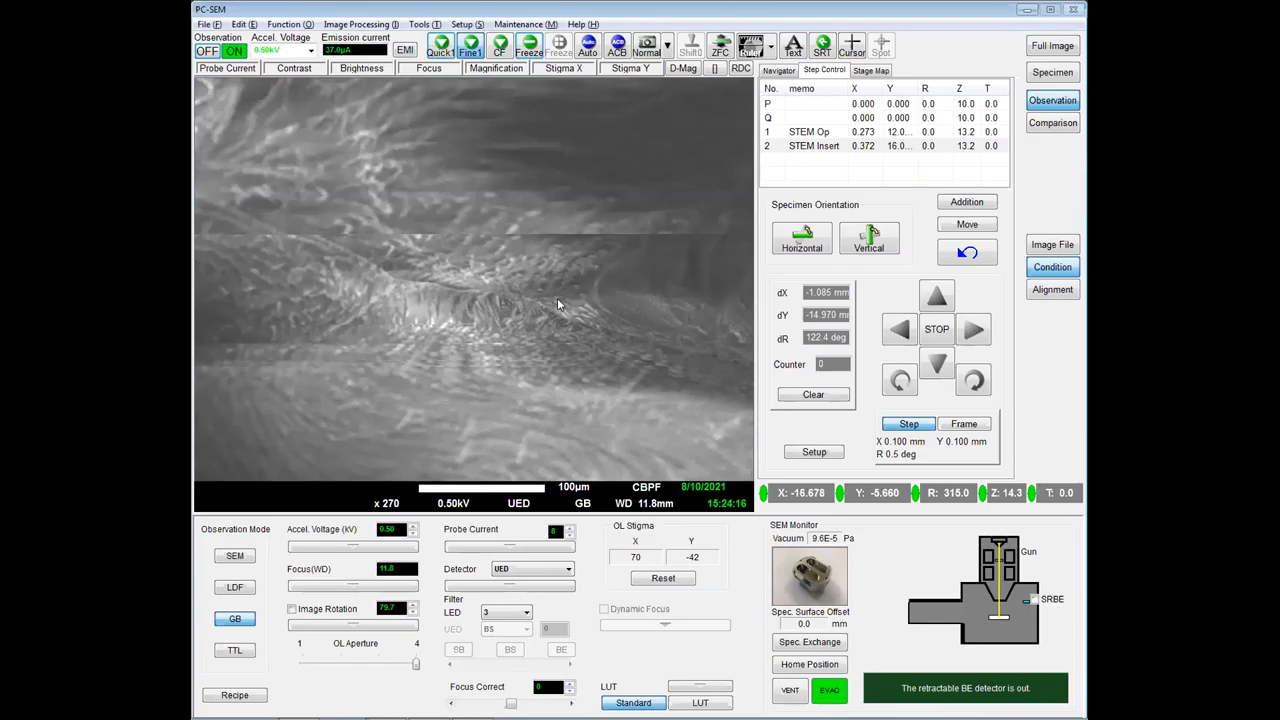 PC-SEM
File (F) Edit (E) Function (O) Image Processing (I) Tools (T) Setup (S) Maintenance (M) Help (H)
Observation Accel. Voltage Emission current
OFF ON 0.50kV 37.0μA EMI Quick1 Fine1 CF Freeze Freeze Auto ACB Normal Shift0 ZFC Ruler Text SRT Cursor Spot
Probe Current Contrast Brightness Focus Magnification Stigma X Stigma Y D-Mag [] RDC
Navigator Step Control Stage Map
No. memo X Y R Z T
P 0.000 0.000 0.0 10.0 0.0
Q 0.000 0.000 0.0 10.0 0.0
1 STEM Op 0.273 12.0... 0.0 13.2 0.0
2 STEM Insert 0.372 16.0... 0.0 13.2 0.0
Full Image
Specimen
Observation
Comparison
Image File
Condition
Alignment
Specimen Orientation
Horizontal Vertical
Addition
Move
dX -1.085 mm
dY -14.970 m
dR 122.4 deg
Counter 0
Clear
Setup
STOP
Step Frame
X 0.100 mm Y 0.100 mm
R 0.5 deg
100μm CBPF 8/10/2021
x 270 0.50kV UED GB WD 11.8mm 15:24:16
X: -16.678 Y: -5.660 R: 315.0 Z: 14.3 T: 0.0
Observation Mode
SEM
LDF
GB
TTL
Recipe
Accel. Voltage (kV) 0.50
Focus(WD) 11.8
Image Rotation 79.7
1 OL Aperture 4
Probe Current 8
Detector UED
Filter
LED 3
UED BS 0
SB BS BE
Focus Correct 0
OL Stigma
X Y
70 -42
Reset
Dynamic Focus
LUT
Standard LUT
SEM Monitor
Vacuum 9.6E-5 Pa
Spec. Surface Offset
0.0 mm
Spec. Exchange
Home Position
VENT EVAC
Gun
SRBE
The retractable BE detector is out.